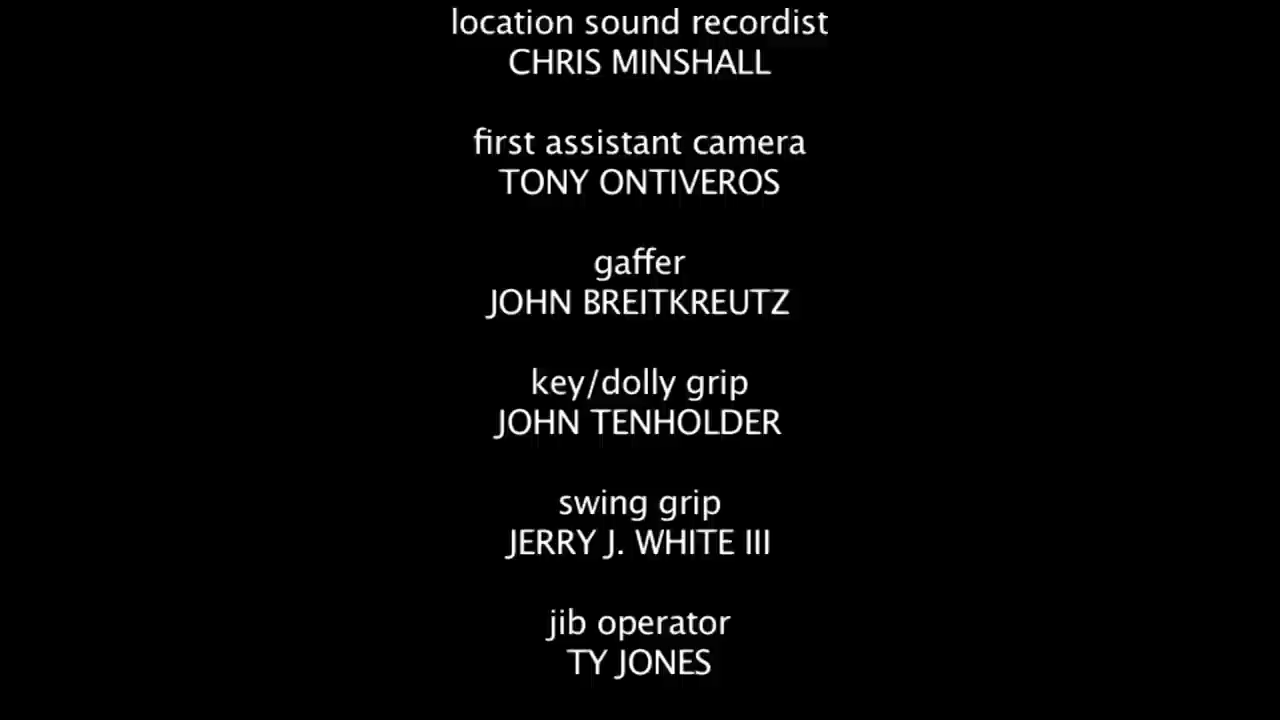 location sound recordist
CHRIS MINSHALL
first assistant camera
TONY ONTIVEROS
gaffer
JOHN BREITKREUTZ
key/dolly grip
JOHN TENHOLDER
swing grip
JERRY J. WHITE III
jib operator
TY JONES